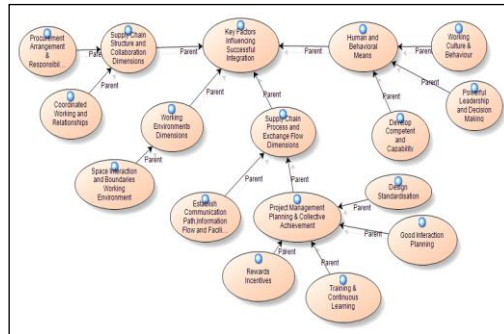 Procurement
Arrangement
&
Responsibil...
Parent
Supply Chain
Structure and
Collaboration
Dimensions
Parent
Key Factors
Influencing
Successful
Integration
Parent
Human and
Behavioral
Means
Parent
Working
Culture &
Behaviour
Parent
Coordinated
Working and
Relationships
Parent
Parent
Working
Environments
Dimensions
Parent
Supply Chain
Process and
Exchange Flow
Dimensions
Parent
Powerful
Leadership and
Decision
Making
Parent
Develop
Competent
and
Capability
Parent
Space Interaction
and Boundaries
Working
Environment
Parent
Establish
Communication
Path,Information
Flow and Facili...
Parent
Project Management
Planning & Collective
Achievement
Parent
Design
Standardisation
Parent
Good Interaction
Planning
Parent
Rewards
Incentives
Parent
Training &
Continuous
Learning